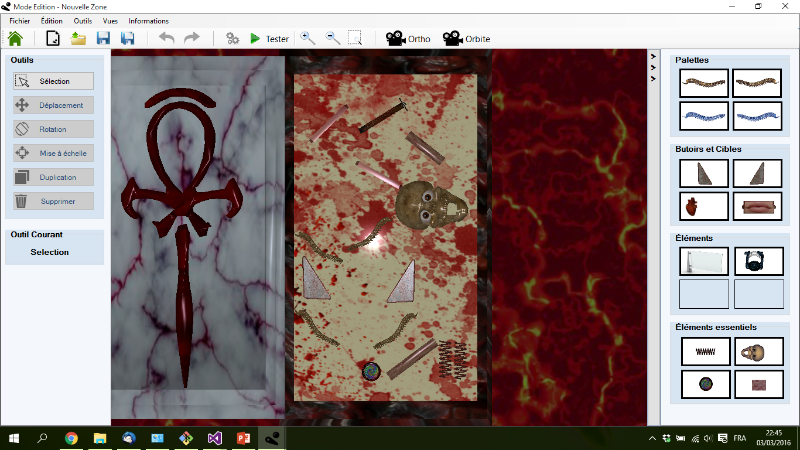 Mode Edition - Nouvelle Zone
Fichier Édition Outils Vues Informations
Tester Ortho Orbite
Outils
Sélection
Déplacement
Rotation
Mise à échelle
Duplication
Supprimer
Outil Courant
Selection
Palettes
Butoirs et Cibles
Éléments
Éléments essentiels
FRA
22:45
03/03/2016